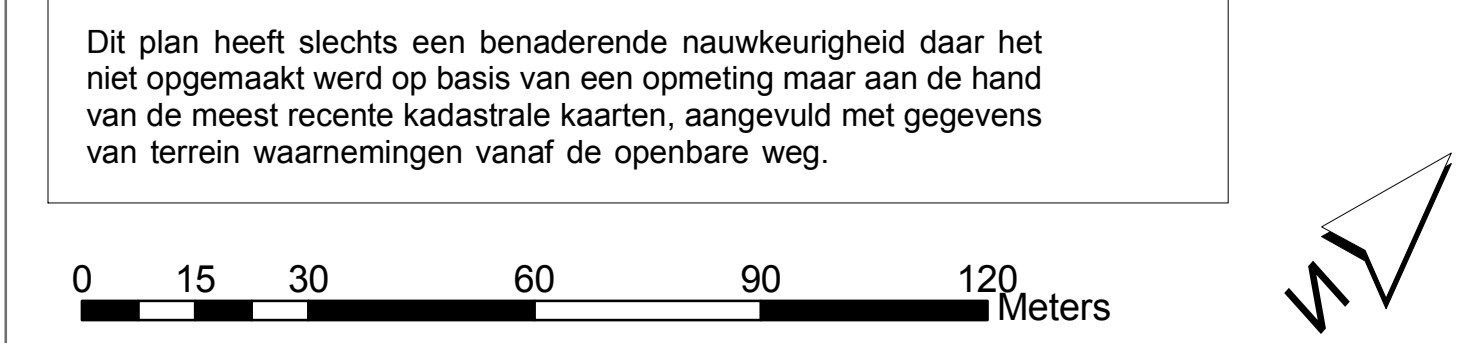 Dit plan heeft slechts een benaderende nauwkeurigheid daar het
niet opgemaakt werd op basis van een opmeting maar aan de hand
van de meest recente kadastrale kaarten, aangevuld met gegevens
van terrein waarnemingen vanaf de openbare weg.
0 15 30 60 90 120
Meters
N